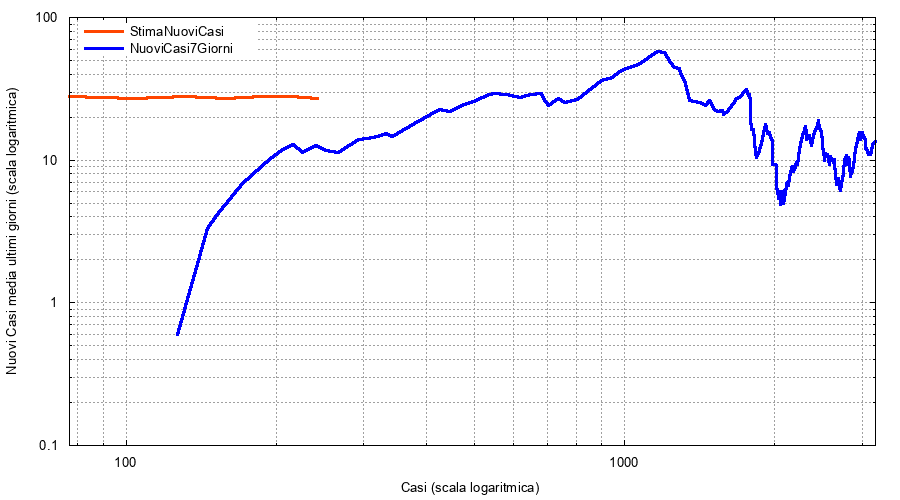 100
StimaNuoviCasi
NuoviCasi7Giorni
10
1
0.1
100
1000
Nuovi Casi media ultimi giorni (scala logaritmica)
Casi (scala logaritmica)